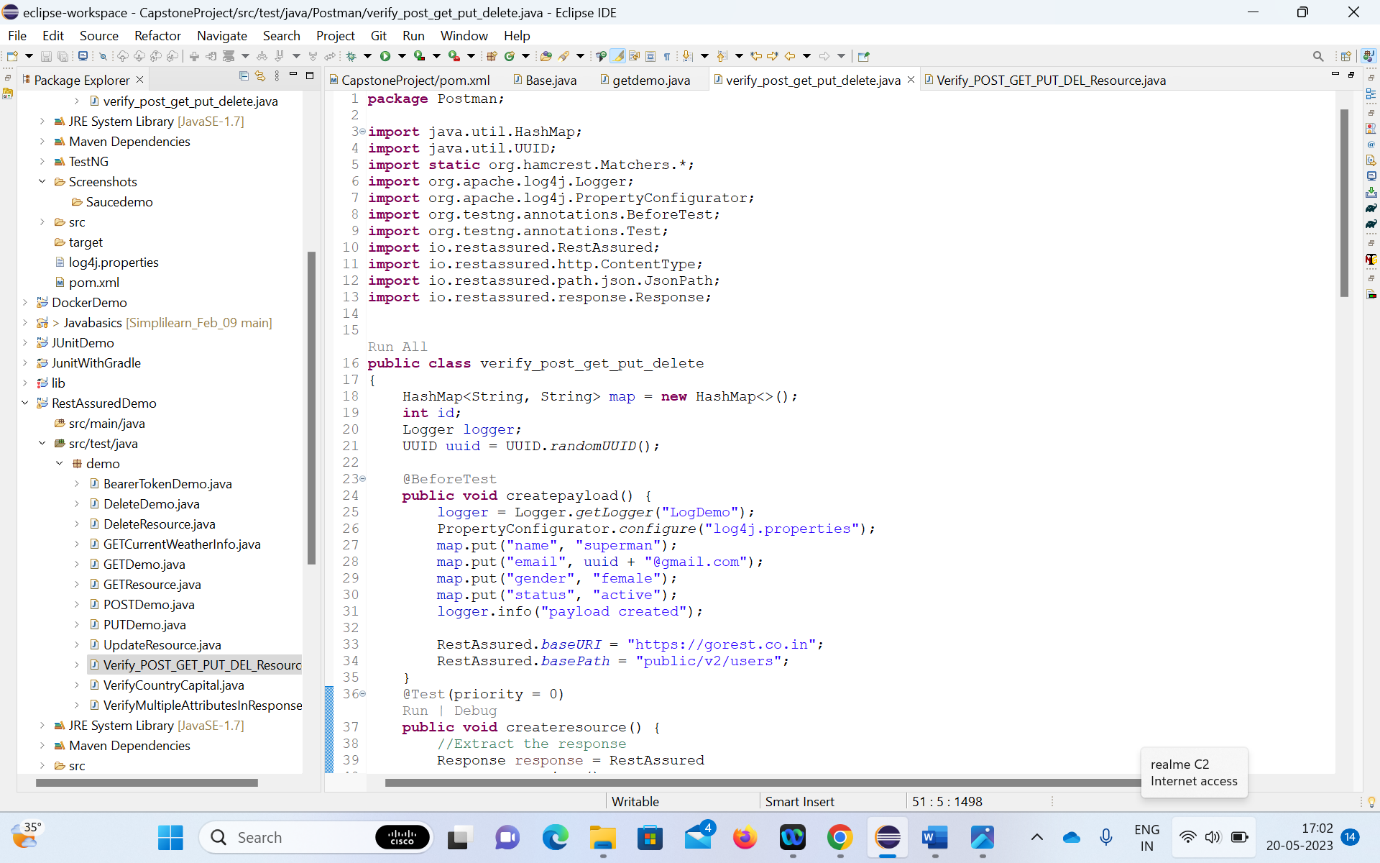 eclipse-workspace - CapstoneProject/src/test/java/Postman/verify_post_get_put_delete.java - Eclipse IDE
File Edit Source Refactor Navigate Search Project Git Run Window Help
Package Explorer
verify_post_get_put_delete.java
JRE System Library [JavaSE-1.7]
Maven Dependencies
TestNG
Screenshots
Saucedemo
src
target
log4j.properties
pom.xml
DockerDemo
> Javabasics [Simplilearn_Feb_09 main]
JUnitDemo
JunitWithGradle
lib
RestAssuredDemo
src/main/java
src/test/java
demo
BearerTokenDemo.java
DeleteDemo.java
DeleteResource.java
GETCurrentWeatherInfo.java
GETDemo.java
GETResource.java
POSTDemo.java
PUTDemo.java
UpdateResource.java
Verify_POST_GET_PUT_DEL_Resourc
VerifyCountryCapital.java
VerifyMultipleAttributesInResponse
JRE System Library [JavaSE-1.7]
Maven Dependencies
src
CapstoneProject/pom.xml Base.java getdemo.java verify_post_get_put_delete.java Verify_POST_GET_PUT_DEL_Resource.java
1 package Postman;
2
3 import java.util.HashMap;
4 import java.util.UUID;
5 import static org.hamcrest.Matchers.*;
6 import org.apache.log4j.Logger;
7 import org.apache.log4j.PropertyConfigurator;
8 import org.testng.annotations.BeforeTest;
9 import org.testng.annotations.Test;
10 import io.restassured.RestAssured;
11 import io.restassured.http.ContentType;
12 import io.restassured.path.json.JsonPath;
13 import io.restassured.response.Response;
14
15
Run All
16 public class verify_post_get_put_delete
17 {
18 HashMap<String, String> map = new HashMap<>();
19 int id;
20 Logger logger;
21 UUID uuid = UUID.randomUUID();
22
23 @BeforeTest
24 public void createpayload() {
25 logger = Logger.getLogger("LogDemo");
26 PropertyConfigurator.configure("log4j.properties");
27 map.put("name", "superman");
28 map.put("email", uuid + "@gmail.com");
29 map.put("gender", "female");
30 map.put("status", "active");
31 logger.info("payload created");
32
33 RestAssured.baseURI = "https://gorest.co.in";
34 RestAssured.basePath = "public/v2/users";
35 }
36 @Test(priority = 0)
Run | Debug
37 public void createresource() {
38 //Extract the response
39 Response response = RestAssured
realme C2
Internet access
Writable Smart Insert 51 : 5 : 1498
35°
Search
cisco
4
ENG
IN
17:02
20-05-2023
14